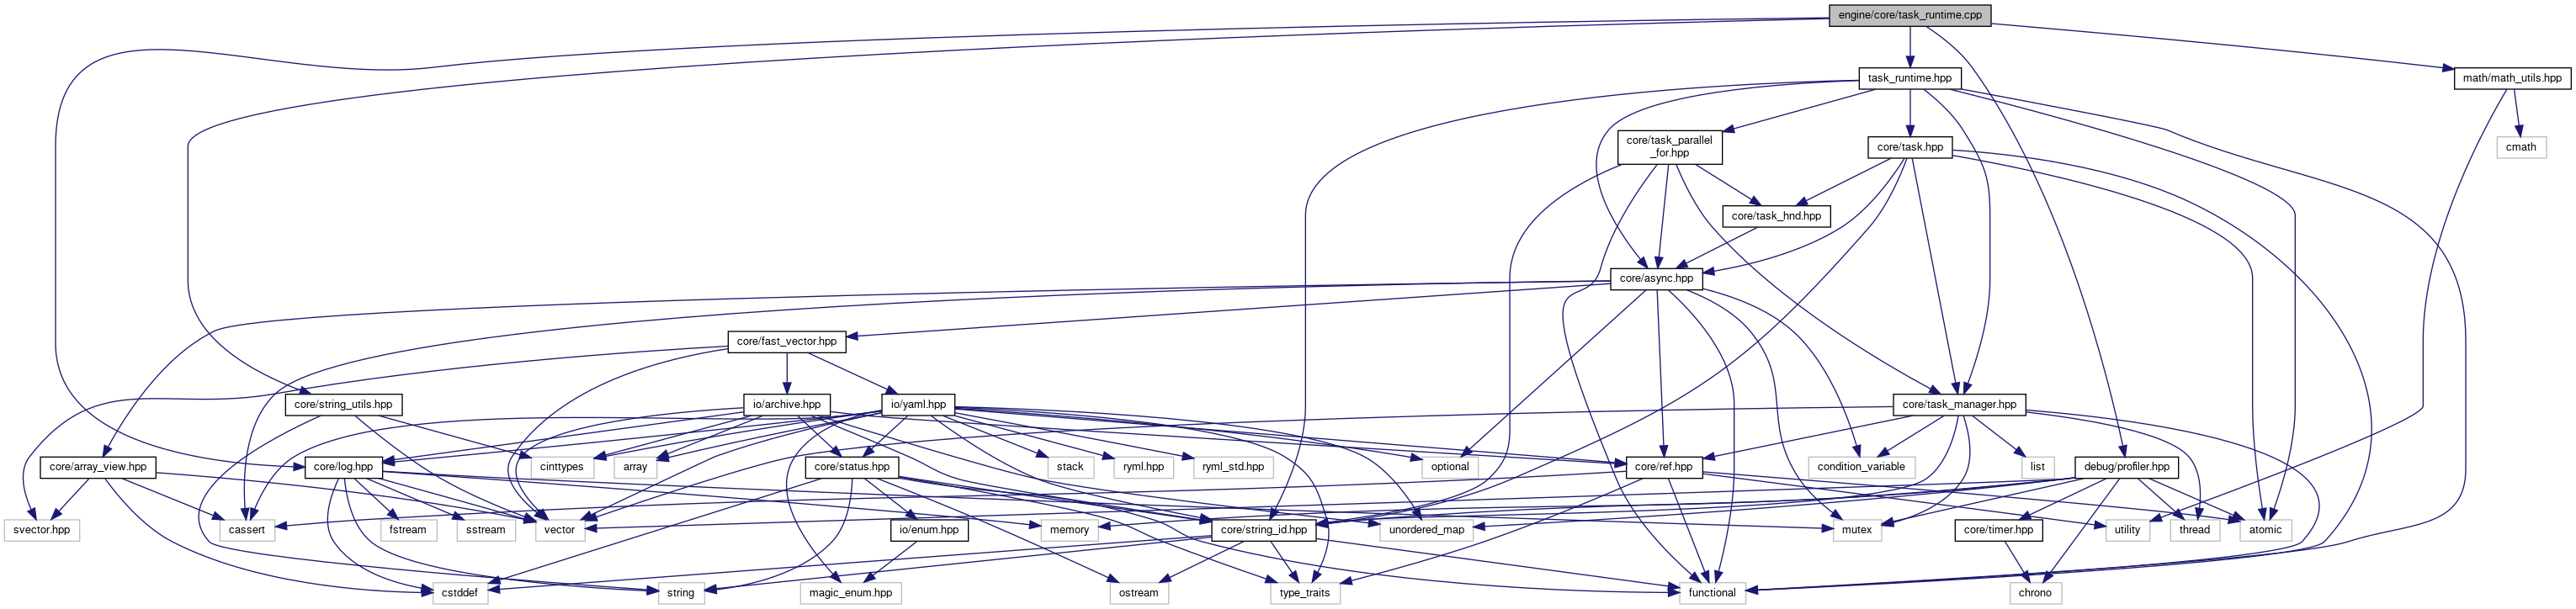 engine/core/task_runtime.cpp
task_runtime.hpp
math/math_utils.hpp
core/task_parallel
_for.hpp
core/task.hpp
cmath
core/task_hnd.hpp
core/async.hpp
core/fast_vector.hpp
core/string_utils.hpp
io/archive.hpp
io/yaml.hpp
core/task_manager.hpp
core/array_view.hpp
core/log.hpp
cinttypes
array
core/status.hpp
stack
ryml.hpp
ryml_std.hpp
optional
core/ref.hpp
condition_variable
list
debug/profiler.hpp
svector.hpp
cassert
fstream
sstream
vector
io/enum.hpp
memory
core/string_id.hpp
unordered_map
mutex
core/timer.hpp
utility
thread
atomic
cstddef
string
magic_enum.hpp
ostream
type_traits
functional
chrono